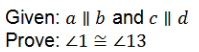 Given: a ∥ b and c ∥ d
Prove: ∠1 ≅ ∠13